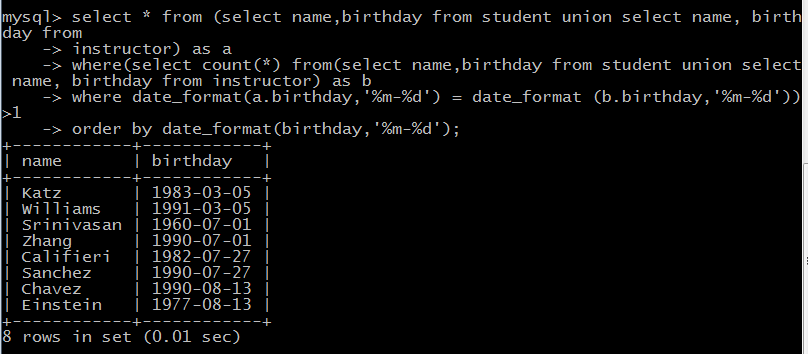 mysql> select * from (select name,birthday from student union select name, birth
day from
    -> instructor) as a
    -> where(select count(*) from(select name,birthday from student union select
 name, birthday from instructor) as b
    -> where date_format(a.birthday,'%m-%d') = date_format (b.birthday,'%m-%d'))
>1
    -> order by date_format(birthday,'%m-%d');
+------------+------------+
| name       | birthday   |
+------------+------------+
| Katz       | 1983-03-05 |
| Williams   | 1991-03-05 |
| Srinivasan | 1960-07-01 |
| Zhang      | 1990-07-01 |
| Califieri  | 1982-07-27 |
| Sanchez    | 1990-07-27 |
| Chavez     | 1990-08-13 |
| Einstein   | 1977-08-13 |
+------------+------------+
8 rows in set (0.01 sec)